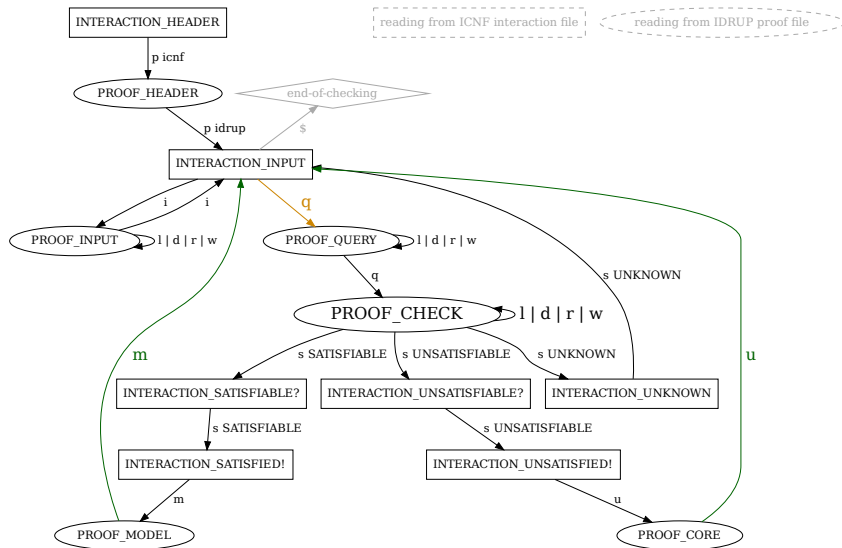 INTERACTION_HEADER
reading from ICNF interaction file
reading from IDRUP proof file
p icnf
PROOF_HEADER
end-of-checking
p idrup
$
INTERACTION_INPUT
i
i
q
PROOF_INPUT
l | d | r | w
PROOF_QUERY
l | d | r | w
q
s UNKNOWN
PROOF_CHECK
l | d | r | w
m
s SATISFIABLE
s UNSATISFIABLE
s UNKNOWN
u
INTERACTION_SATISFIABLE?
INTERACTION_UNSATISFIABLE?
INTERACTION_UNKNOWN
s SATISFIABLE
s UNSATISFIABLE
INTERACTION_SATISFIED!
INTERACTION_UNSATISFIED!
m
u
PROOF_MODEL
PROOF_CORE